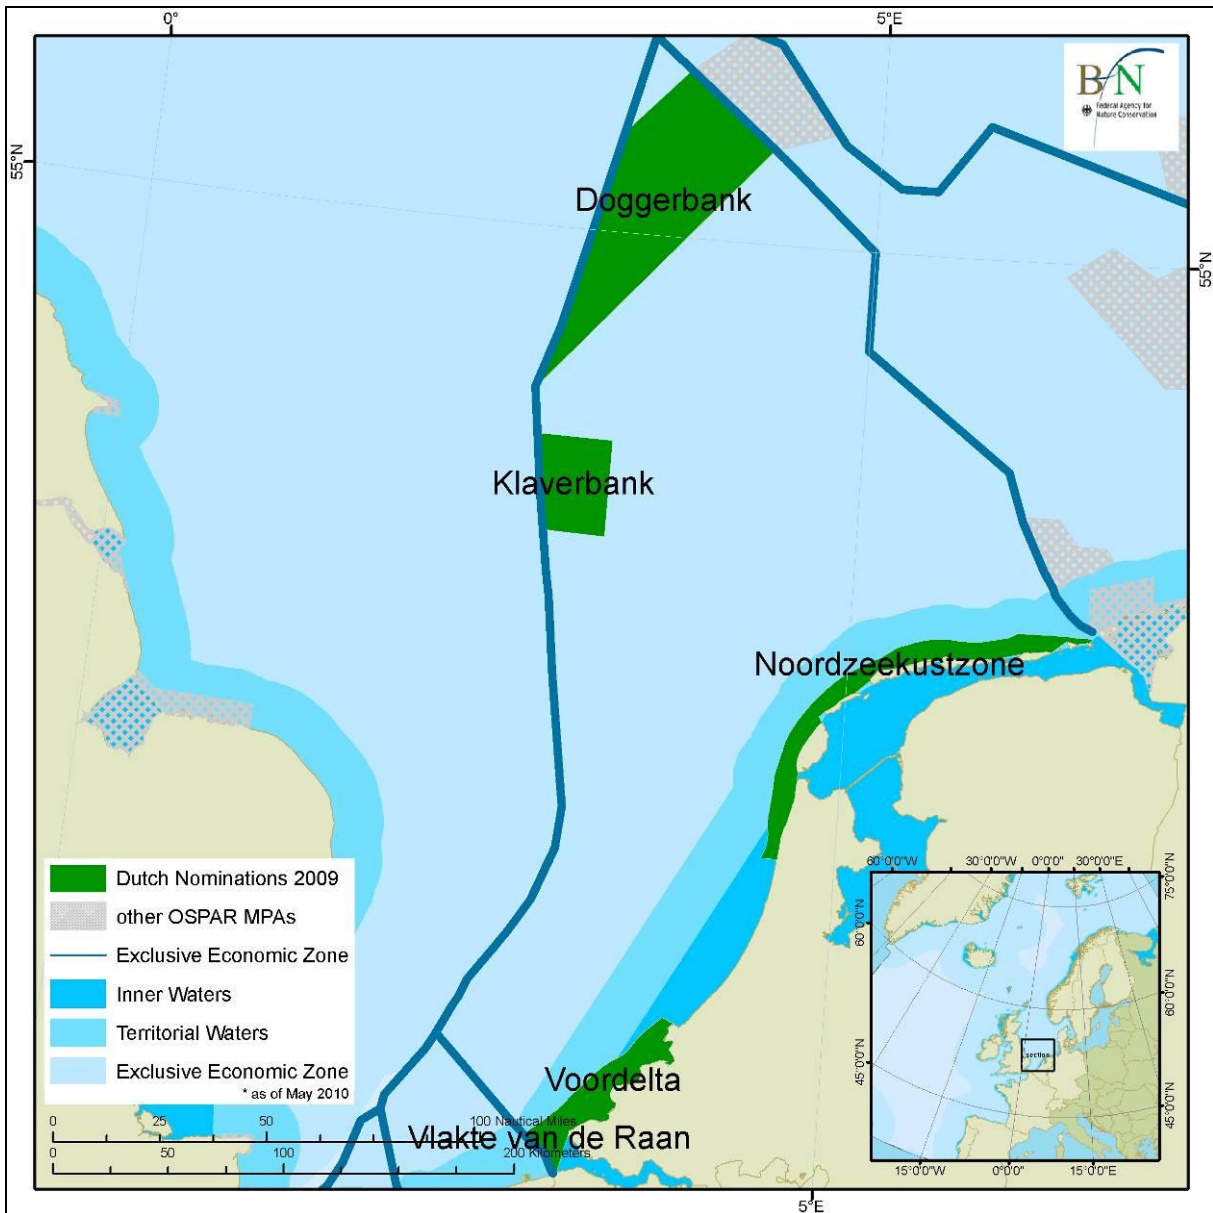 0°
5°E
BfN
Federal Agency for
Nature Conservation
55°N
55°N
Doggerbank
Klaverbank
Noordzeekustzone
Voordelta
Vlakte van de Raan
Dutch Nominations 2009
other OSPAR MPAs
Exclusive Economic Zone
Inner Waters
Territorial Waters
Exclusive Economic Zone
* as of May 2010
0 25 50 100 Nautical Miles
0 50 100 200 Kilometers
60°0'0"W 30°0'0"W 0°0'0" 30°0'0"E
75°0'0"N
60°0'0"N
60°0'0"N
45°0'0"N
45°0'0"N
section
15°0'0"W 0°0'0" 15°0'0"E
5°E